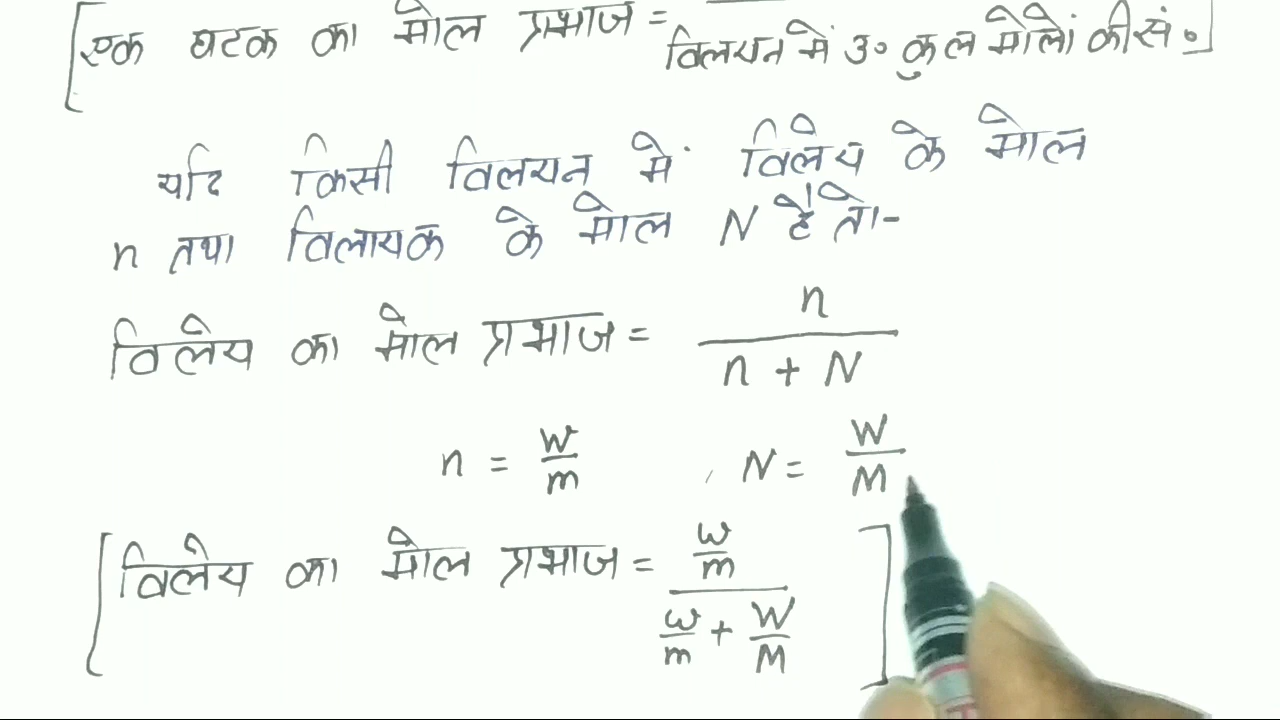 [एक घटक का मोल प्रभाज =
विलयन में उ० कुल मोलों की सं०]
यदि किसी विलयन में विलेय के मोल
n तथा विलायक के मोल N है तो-
विलेय का मोल प्रभाज = n / n + N
n = w/m , N = W/M
[विलेय का मोल प्रभाज = w/m / w/m + W/M]